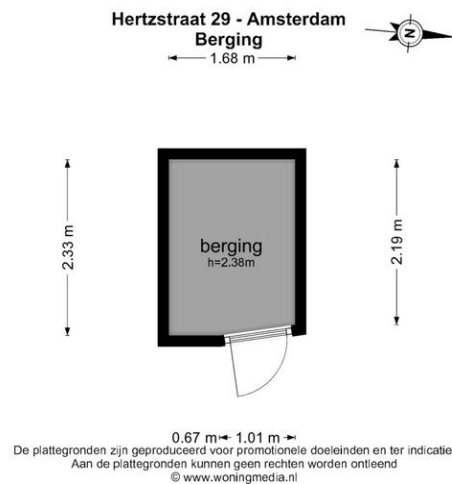 Hertzstraat 29 - Amsterdam
Berging
N
1.68 m
2.33 m
2.19 m
berging
h=2.38m
0.67 m 1.01 m
De plattegronden zijn geproduceerd voor promotionele doeleinden en ter indicatie
Aan de plattegronden kunnen geen rechten worden ontleend
© www.woningmedia.nl